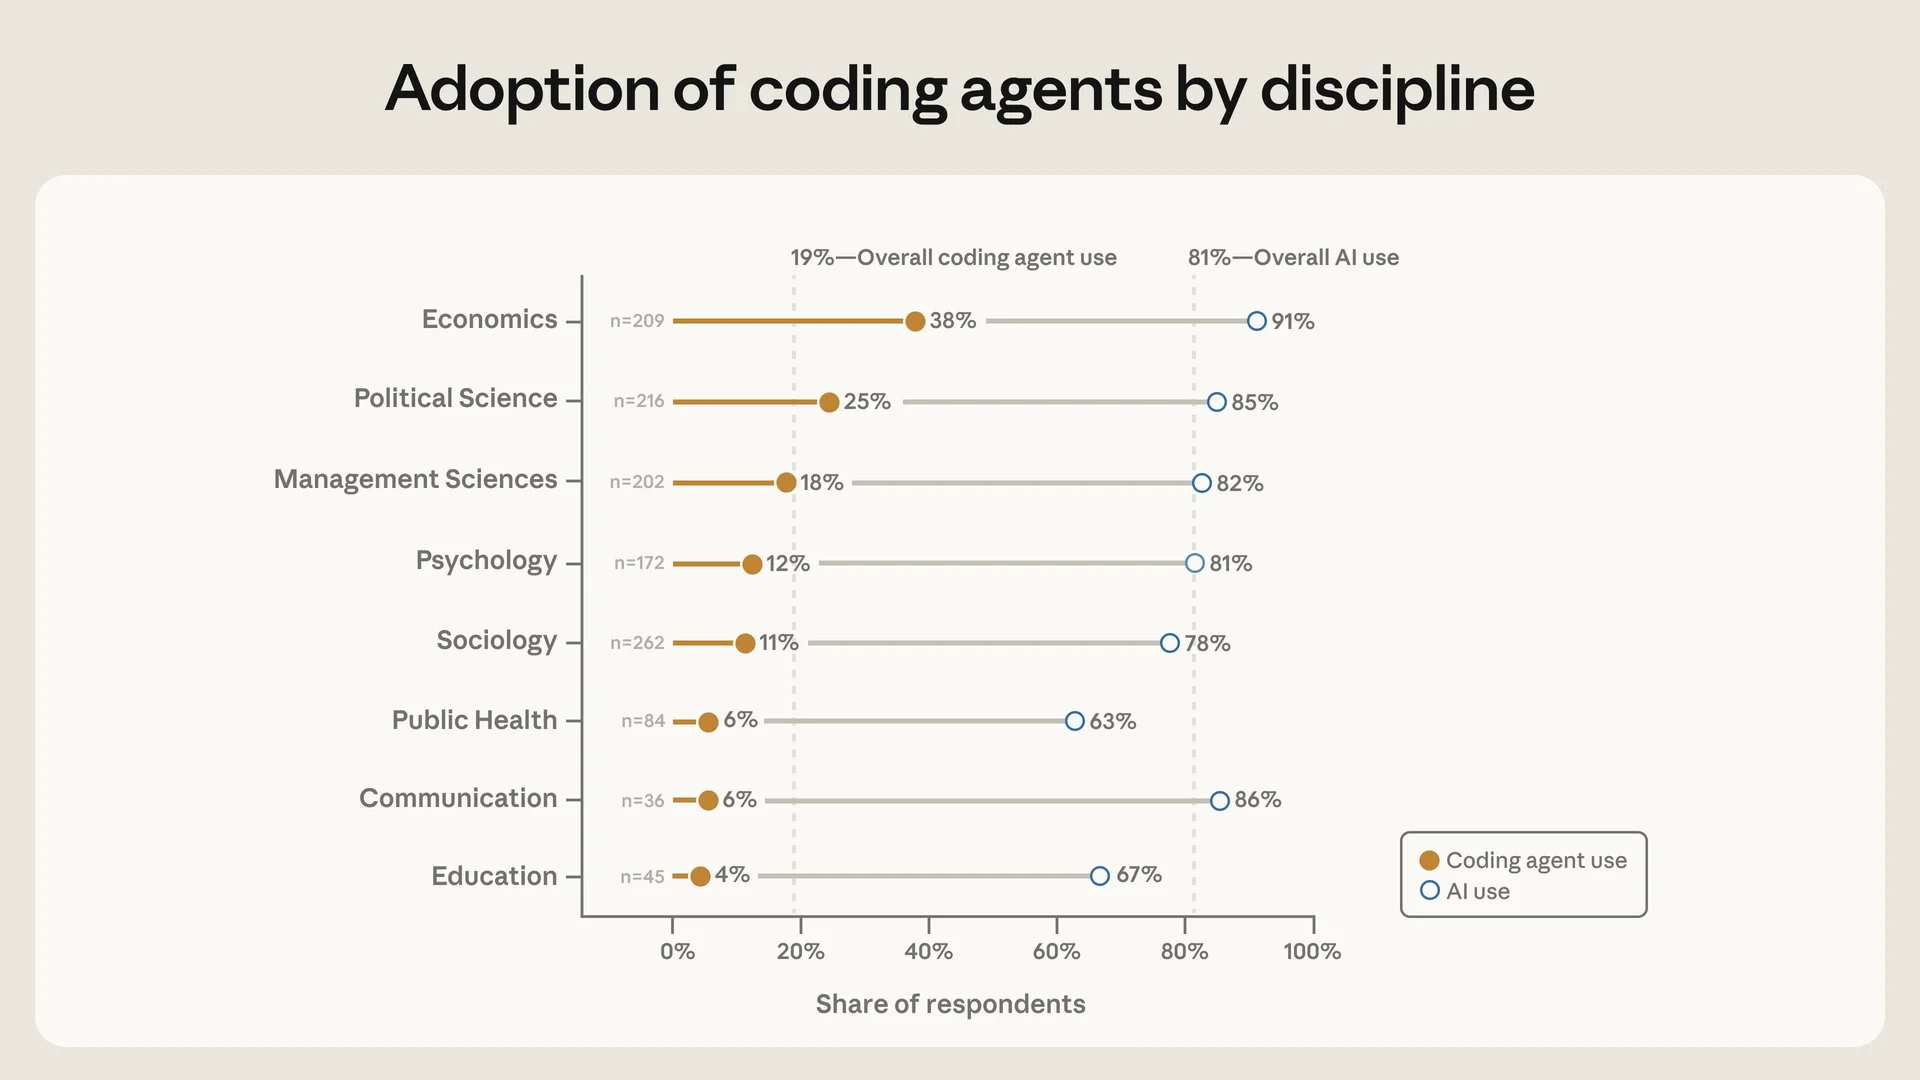 Adoption of coding agents by discipline
19%—Overall coding agent use
81%—Overall AI use
Economics n=209 38% 91%
Political Science n=216 25% 85%
Management Sciences n=202 18% 82%
Psychology n=172 12% 81%
Sociology n=262 11% 78%
Public Health n=84 6% 63%
Communication n=36 6% 86%
Education n=45 4% 67%
Coding agent use
AI use
0% 20% 40% 60% 80% 100%
Share of respondents